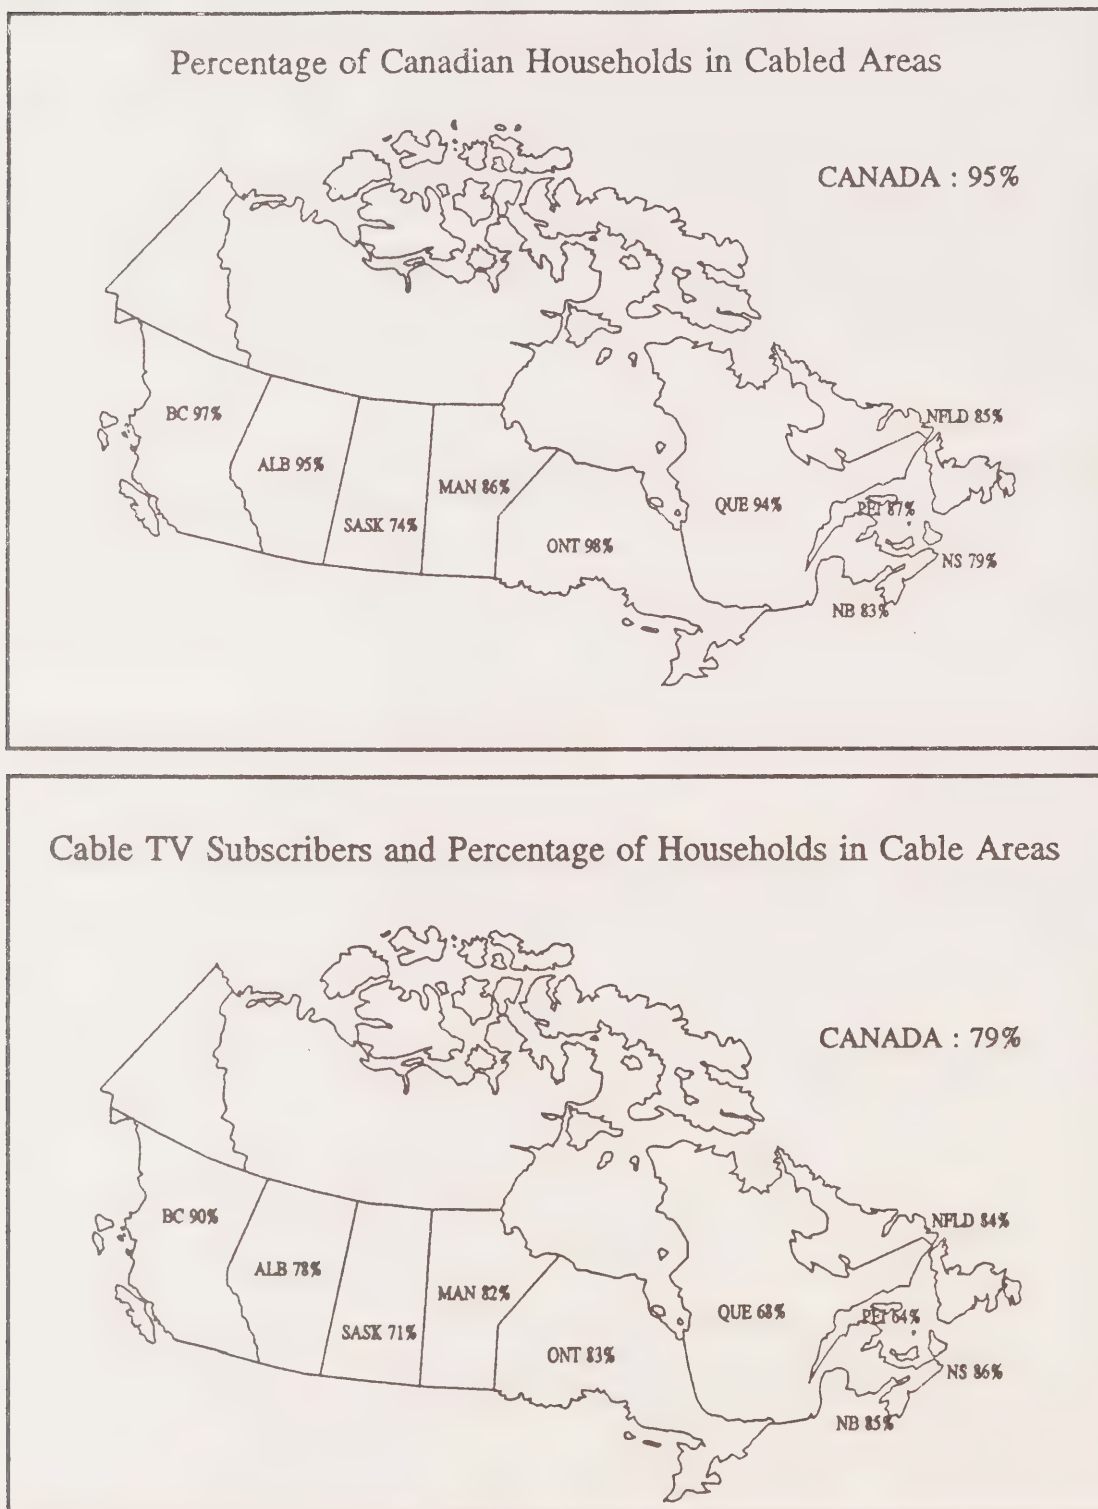 Percentage of Canadian Households in Cabled Areas
CANADA : 95%
BC 97%
NFLD 85%
ALB 95%
MAN 86%
QUE 94%
PEI 87%
SASK 74%
ONT 98%
NS 79%
NB 83%
Cable TV Subscribers and Percentage of Households in Cable Areas
CANADA : 79%
BC 90%
NFLD 84%
ALB 78%
MAN 82%
QUE 68%
PEI 64%
SASK 71%
ONT 83%
NS 86%
NB 85%